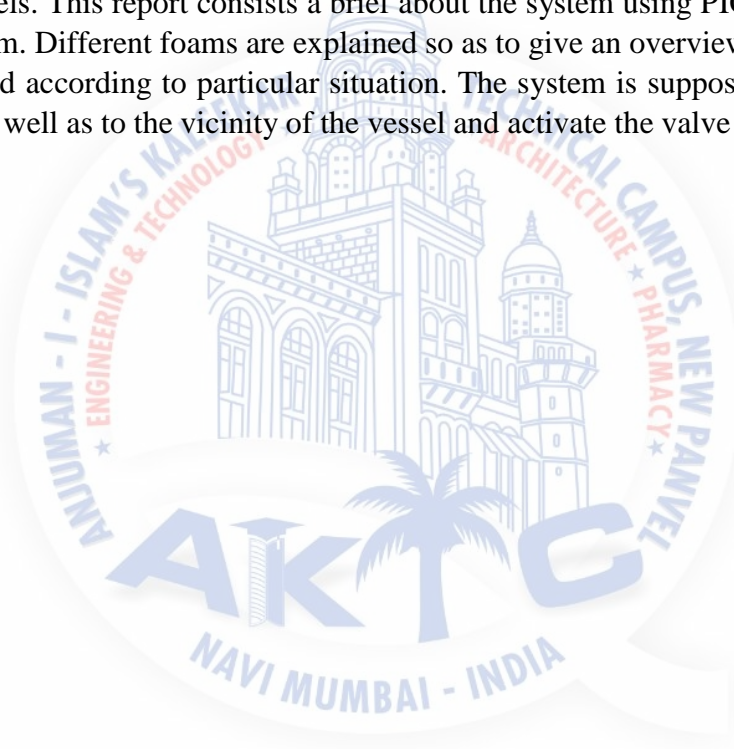 els. This report consists a brief about the system using PIC
m. Different foams are explained so as to give an overview
d according to particular situation. The system is suppos
well as to the vicinity of the vessel and activate the valve
ANJUMAN - I - ISLAM'S KALSEKAR TECHNICAL CAMPUS, NEW PANVEL
ENGINEERING & TECHNOLOGY ARCHITECTURE ★ PHARMACY ★
AKTC
NAVI MUMBAI - INDIA